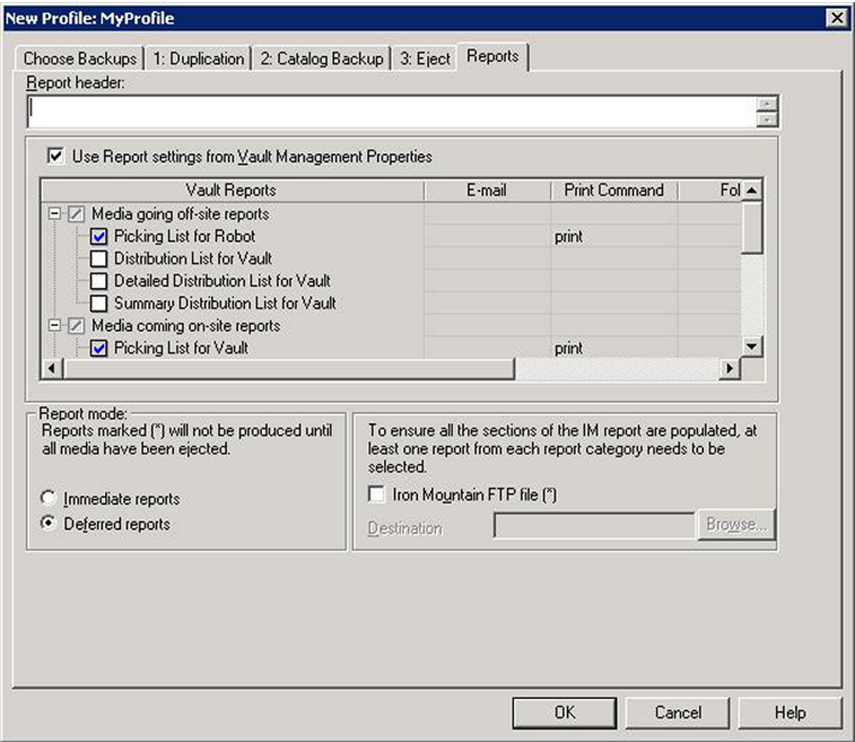 New Profile: MyProfile
Choose Backups 1: Duplication 2: Catalog Backup 3: Eject Reports
Report header:
Use Report settings from Vault Management Properties
Vault Reports E-mail Print Command Fol
Media going off-site reports
Picking List for Robot print
Distribution List for Vault
Detailed Distribution List for Vault
Summary Distribution List for Vault
Media coming on-site reports
Picking List for Vault print
Report mode:
Reports marked (*) will not be produced until
all media have been ejected.
Immediate reports
Deferred reports
To ensure all the sections of the IM report are populated, at
least one report from each report category needs to be
selected.
Iron Mountain FTP file (*)
Destination Browse...
OK Cancel Help